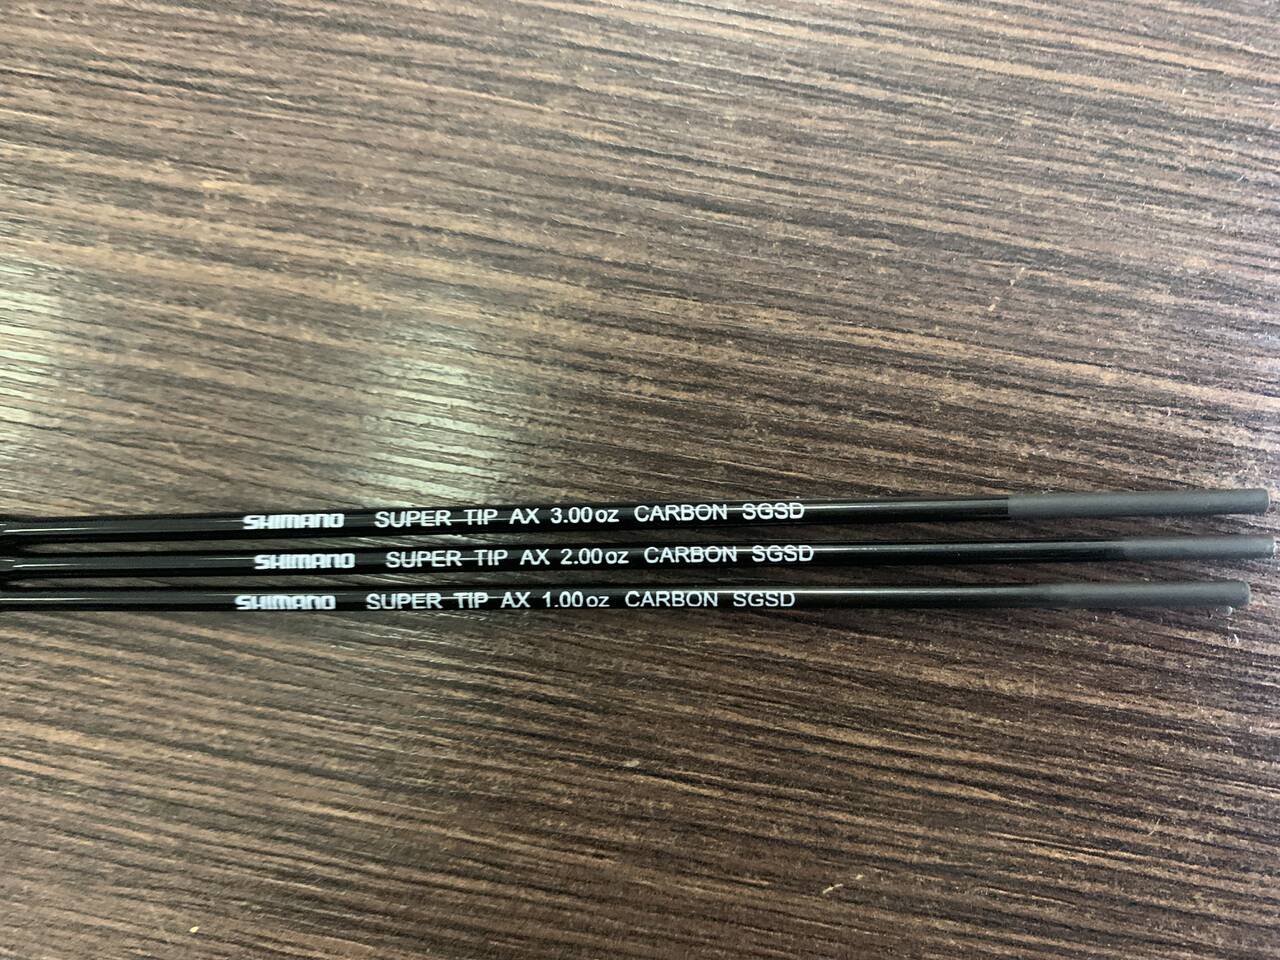 SHIMANO SUPER TIP AX 3.00oz CARBON SGSD
SHIMANO SUPER TIP AX 2.00oz CARBON SGSD
SHIMANO SUPER TIP AX 1.00oz CARBON SGSD